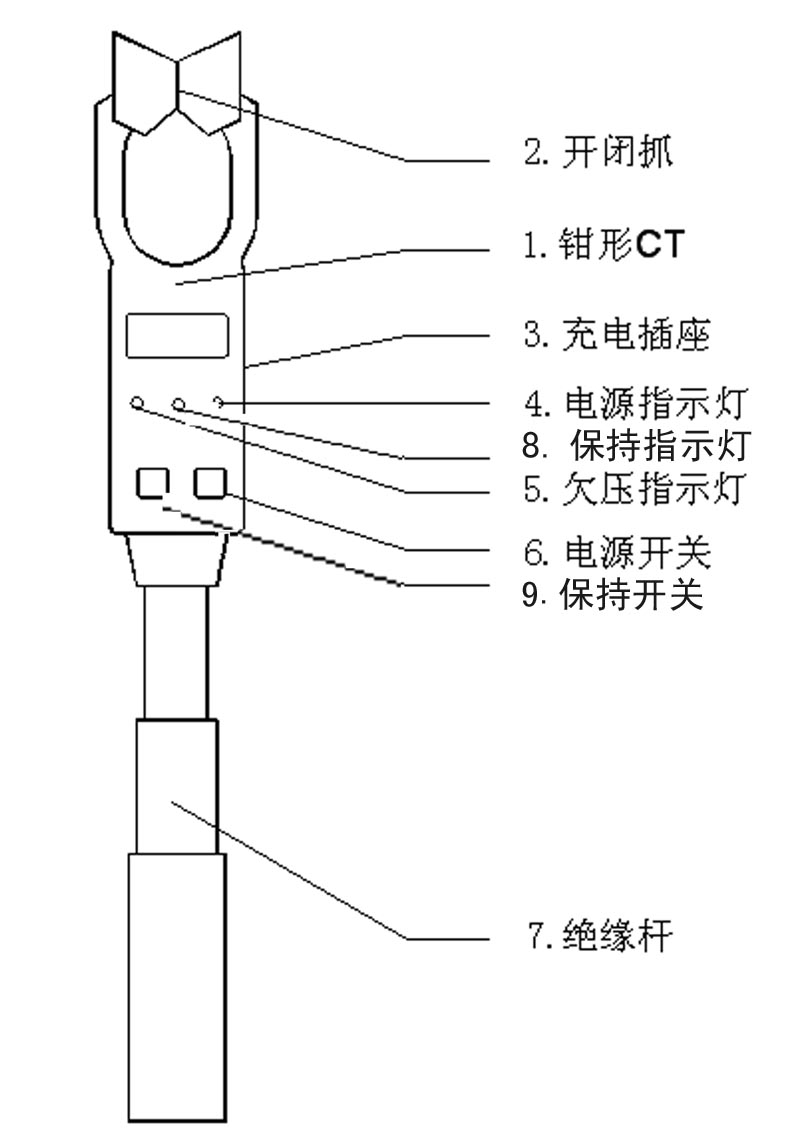 2. 开闭抓
1. 钳形CT
3. 充电插座
4. 电源指示灯
8. 保持指示灯
5. 欠压指示灯
6. 电源开关
9. 保持开关
7. 绝缘杆